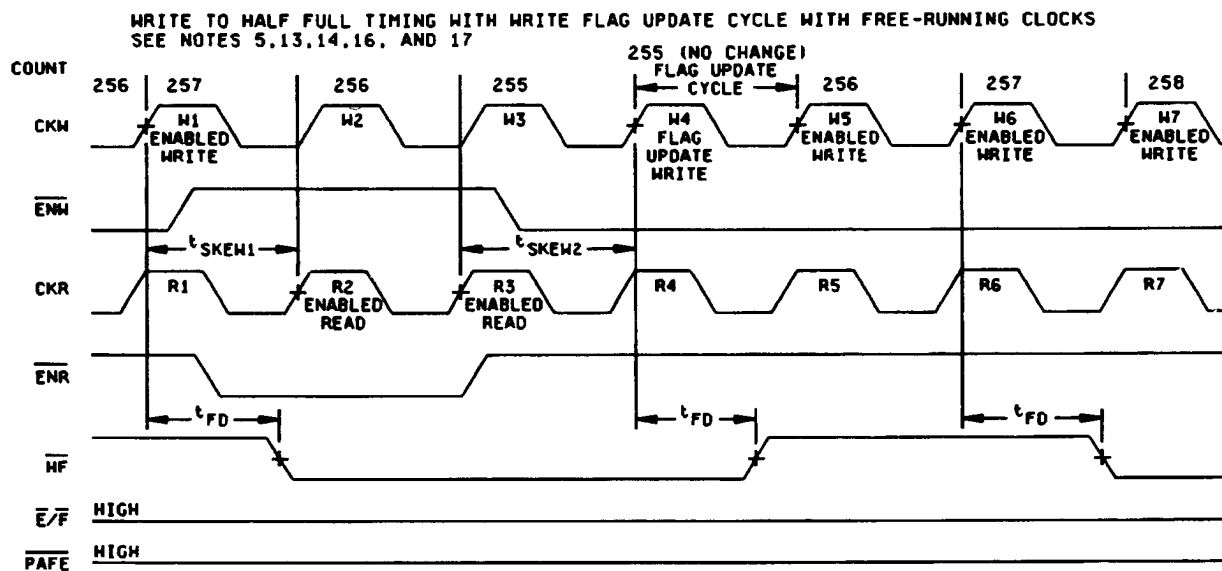 WRITE TO HALF FULL TIMING WITH WRITE FLAG UPDATE CYCLE WITH FREE-RUNNING CLOCKS
SEE NOTES 5,13,14,16, AND 17
255 (NO CHANGE)
FLAG UPDATE
CYCLE
COUNT
256 257 256 255 256 257 258
CKW
W1 ENABLED WRITE
W2
W3
W4 FLAG UPDATE WRITE
W5 ENABLED WRITE
W6 ENABLED WRITE
W7 ENABLED WRITE
ENW
tSKEW1
tSKEW2
CKR
R1
R2 ENABLED READ
R3 ENABLED READ
R4
R5
R6
R7
ENR
tFD
tFD
tFD
HF
E/F HIGH
PAFE HIGH